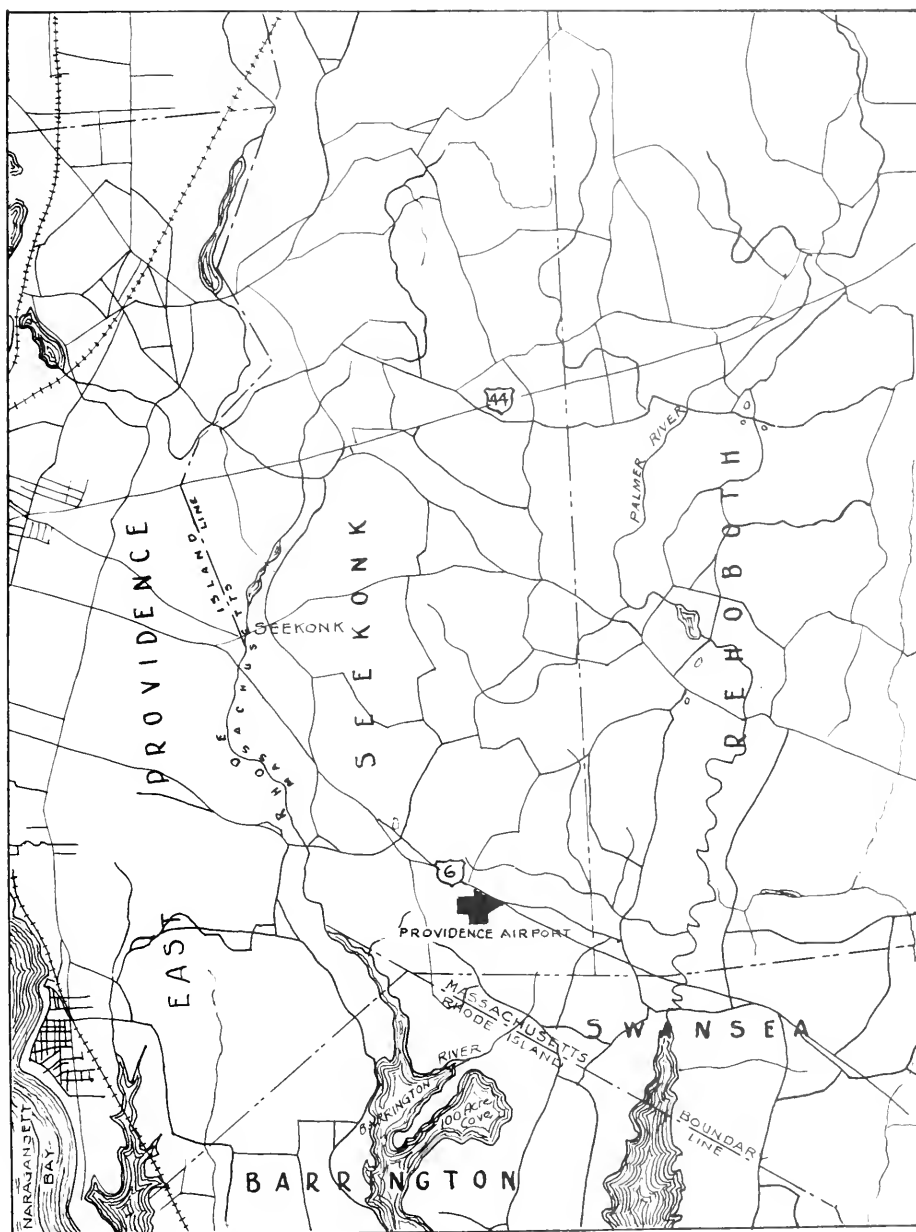 44
PALMER RIVER
REHOBOTH
PROVIDENCE
ISLAND LINE
SEEKONK
SEEKONK
RHODE
MASSACHUSETTS
6
PROVIDENCE AIRPORT
EAST
MASSACHUSETTS
RHODE ISLAND
SWANSEA
BARRINGTON RIVER
100 Acre
Cove
BOUNDARY
LINE
NARAGANSETT
BAY
BARRINGTON